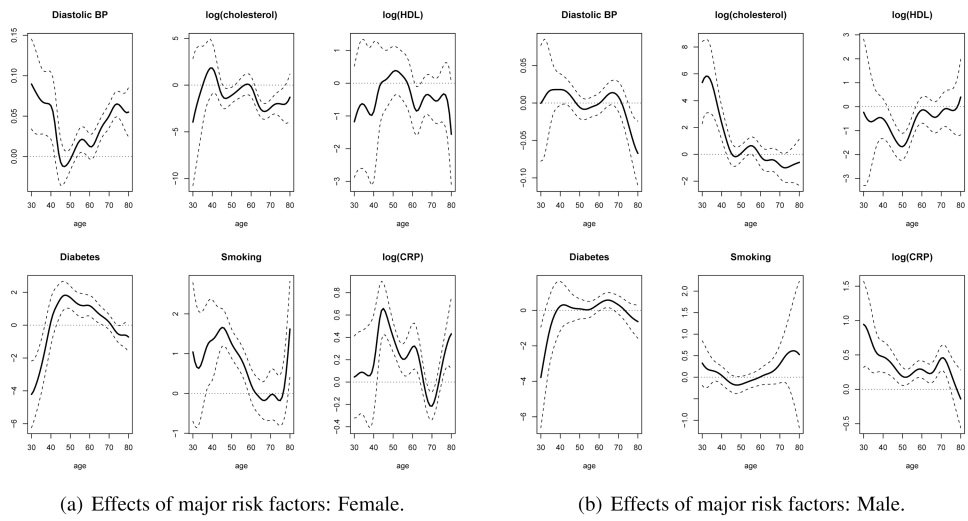 Diastolic BP
0.15
0.10
0.05
0.00
30 40 50 60 70 80
age
log(cholesterol)
5
0
-5
-10
30 40 50 60 70 80
age
log(HDL)
1
0
-1
-2
-3
30 40 50 60 70 80
age
Diabetes
2
0
-2
-4
-6
30 40 50 60 70 80
age
Smoking
2
1
0
-1
30 40 50 60 70 80
age
log(CRP)
0.8
0.6
0.4
0.2
0.0
-0.2
-0.4
30 40 50 60 70 80
age
(a) Effects of major risk factors: Female.
Diastolic BP
0.05
0.00
-0.05
-0.10
30 40 50 60 70 80
age
log(cholesterol)
8
6
4
2
0
-2
30 40 50 60 70 80
age
log(HDL)
3
2
1
0
-1
-2
-3
30 40 50 60 70 80
age
Diabetes
0
-2
-4
-6
30 40 50 60 70 80
age
Smoking
2.0
1.5
1.0
0.5
0.0
-1.0
30 40 50 60 70 80
age
log(CRP)
1.5
1.0
0.5
0.0
-0.5
30 40 50 60 70 80
age
(b) Effects of major risk factors: Male.